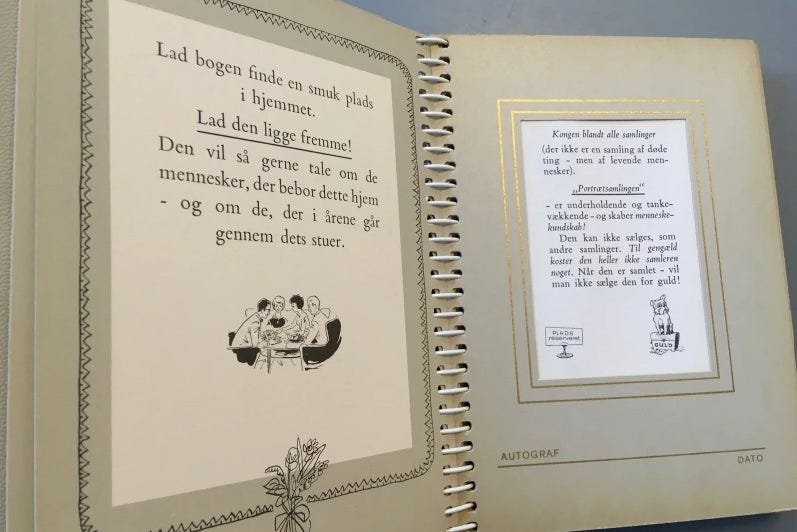 Lad bogen finde en smuk plads
i hjemmet.
Lad den ligge fremme!
Den vil så gerne tale om de
mennesker, der bebor dette hjem
- og om de, der i årene går
gennem dets stuer.
Kongen blandt alle samlinger
(der ikke er en samling af døde
ting - men af levende men-
nesker).
„Portrætsamlingen“
- er underholdende og tanke-
vækkende - og skaber menneske-
kundskab!
Den kan ikke sælges, som
andre samlinger. Til gengæld
koster den heller ikke samleren
noget. Når den er samlet - vil
man ikke sælge den for guld!
PLADS
reserveret
GULD
AUTOGRAF
DATO